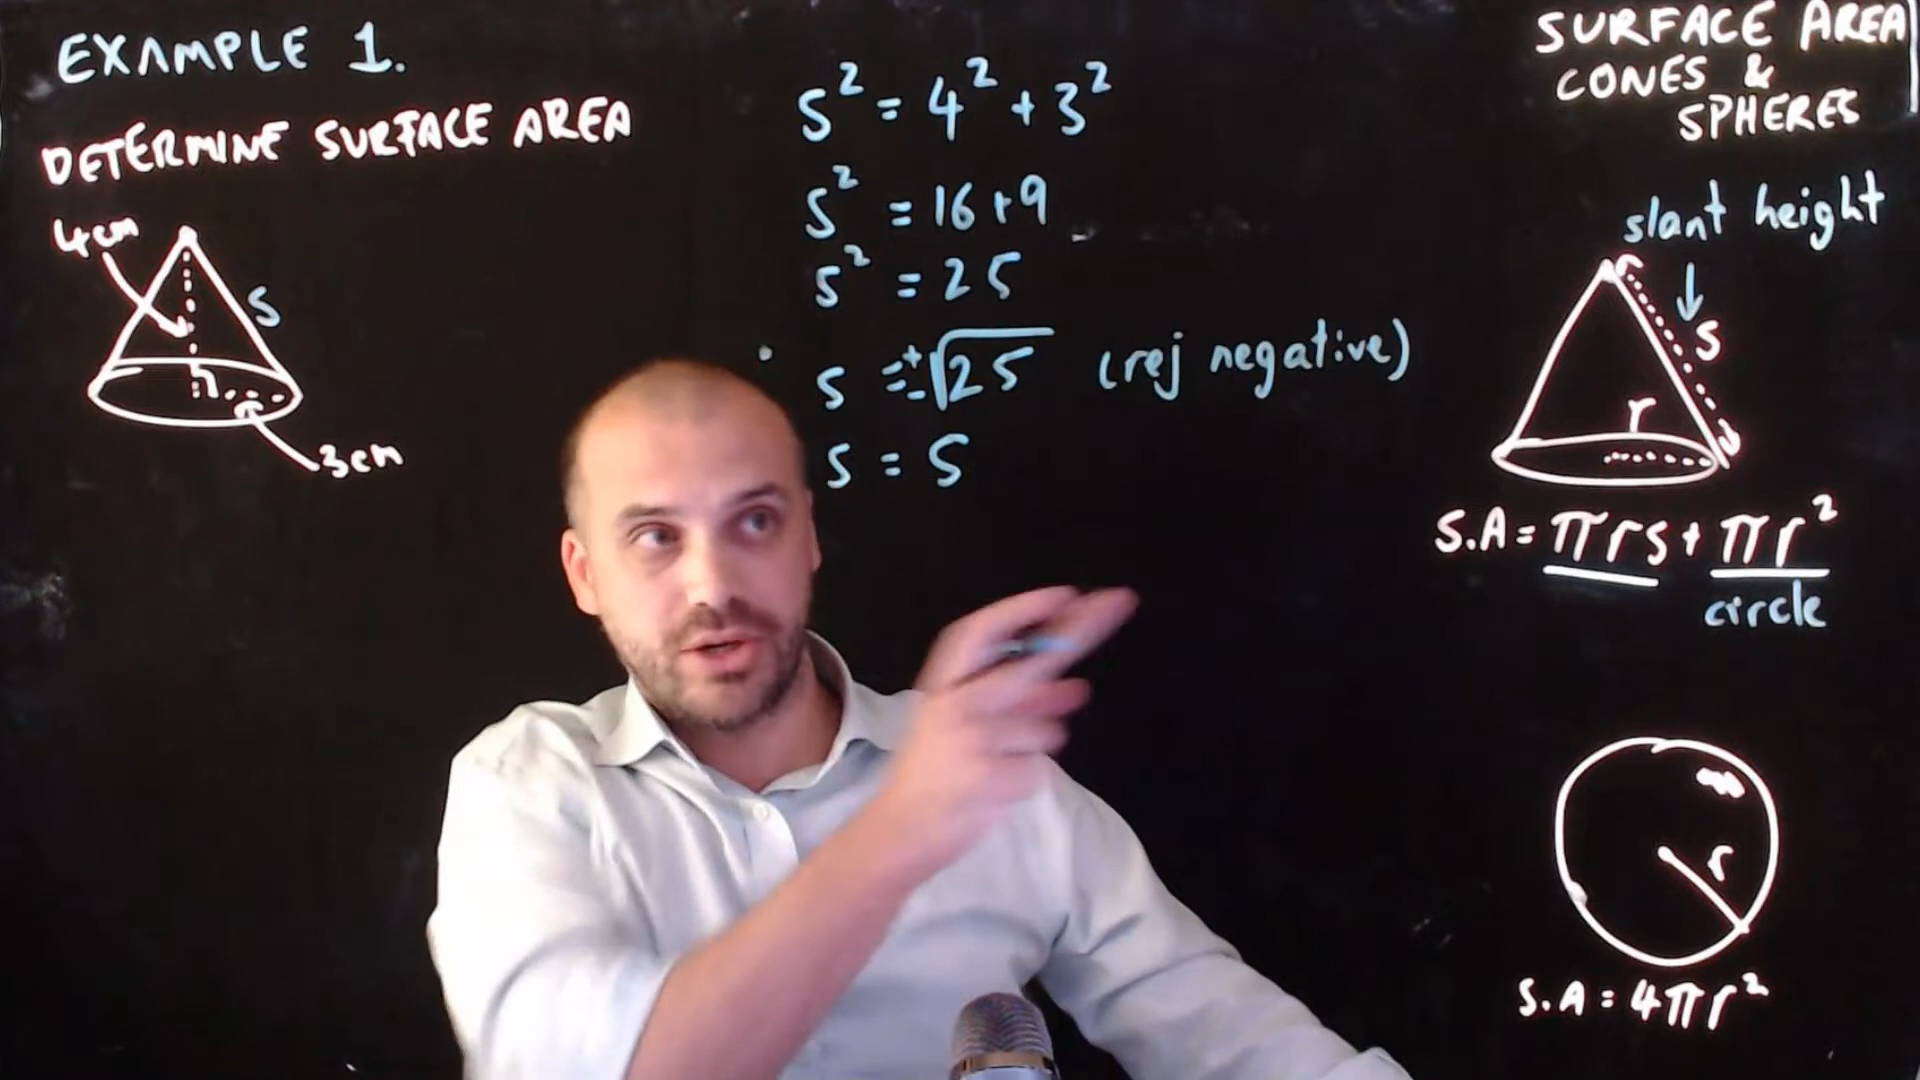 EXAMPLE 1.
DETERMINE SURFACE AREA
4cm
s
3cm
s² = 4² + 3²
s² = 16 + 9
s² = 25
s = ±√25 (rej negative)
s = 5
SURFACE AREA
CONES &
SPHERES
slant height
s
r
S.A = πrs + πr²
circle
r
S.A = 4πr²